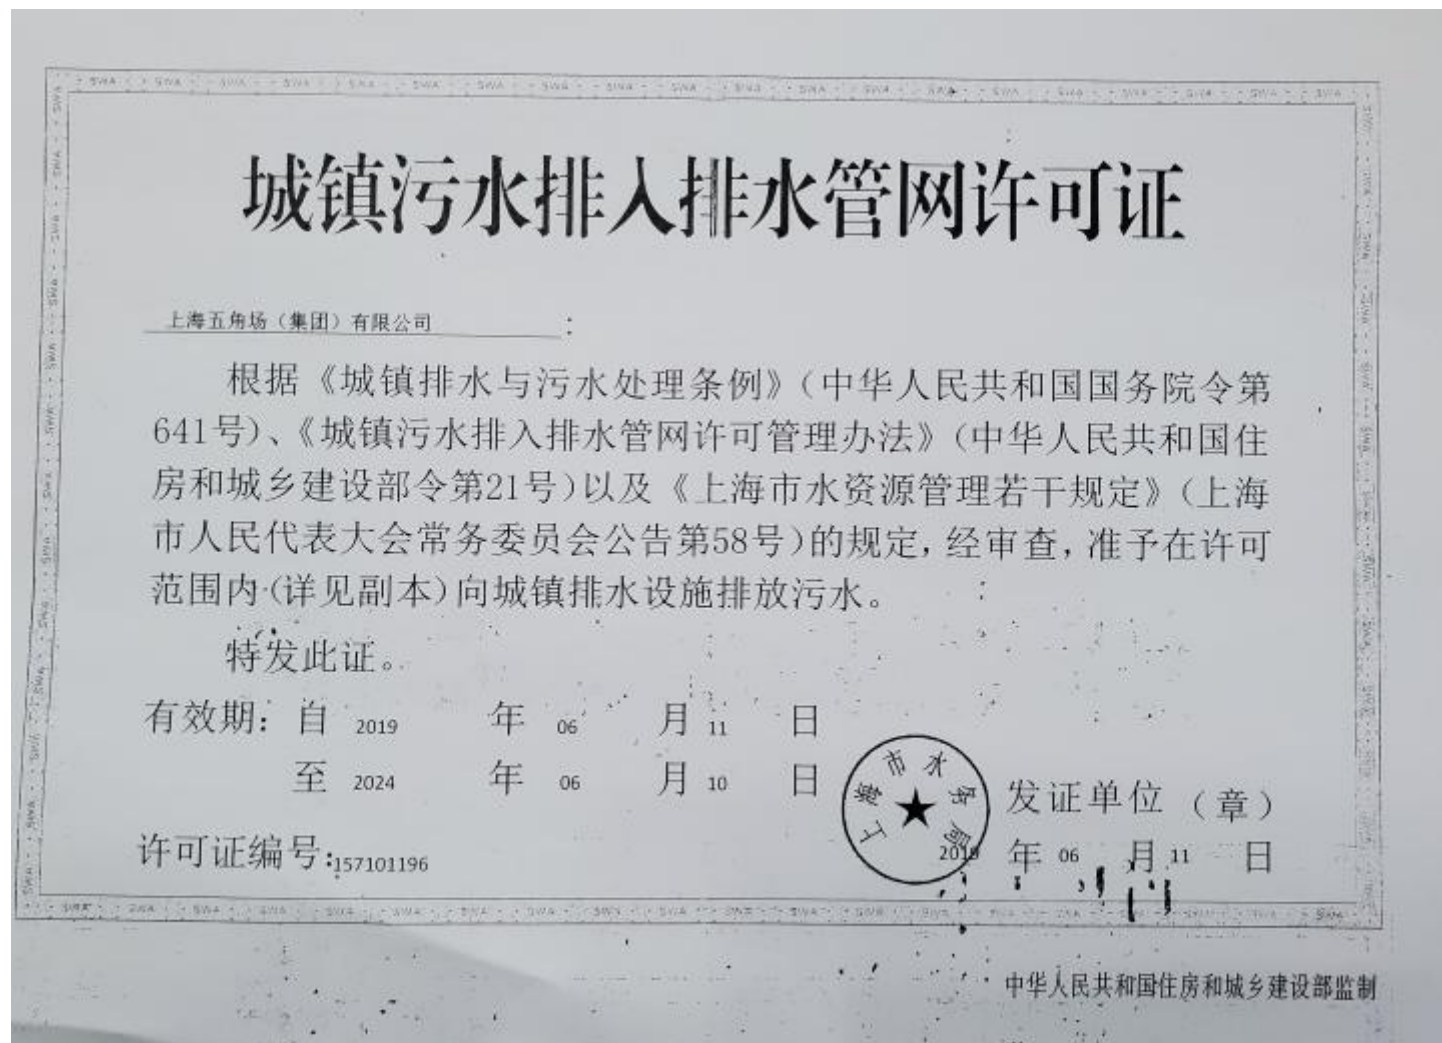 城镇污水排入排水管网许可证
上海五角场（集团）有限公司：
根据《城镇排水与污水处理条例》（中华人民共和国国务院令第
641号）、《城镇污水排入排水管网许可管理办法》（中华人民共和国住
房和城乡建设部令第21号）以及《上海市水资源管理若干规定》（上海
市人民代表大会常务委员会公告第58号）的规定，经审查，准予在许可
范围内（详见副本）向城镇排水设施排放污水。
特发此证。
有效期：自 2019 年 06 月 11 日
至 2024 年 06 月 10 日
上海市水务局
发证单位（章）
许可证编号：157101196
2019 年 06 月 11 日
中华人民共和国住房和城乡建设部监制